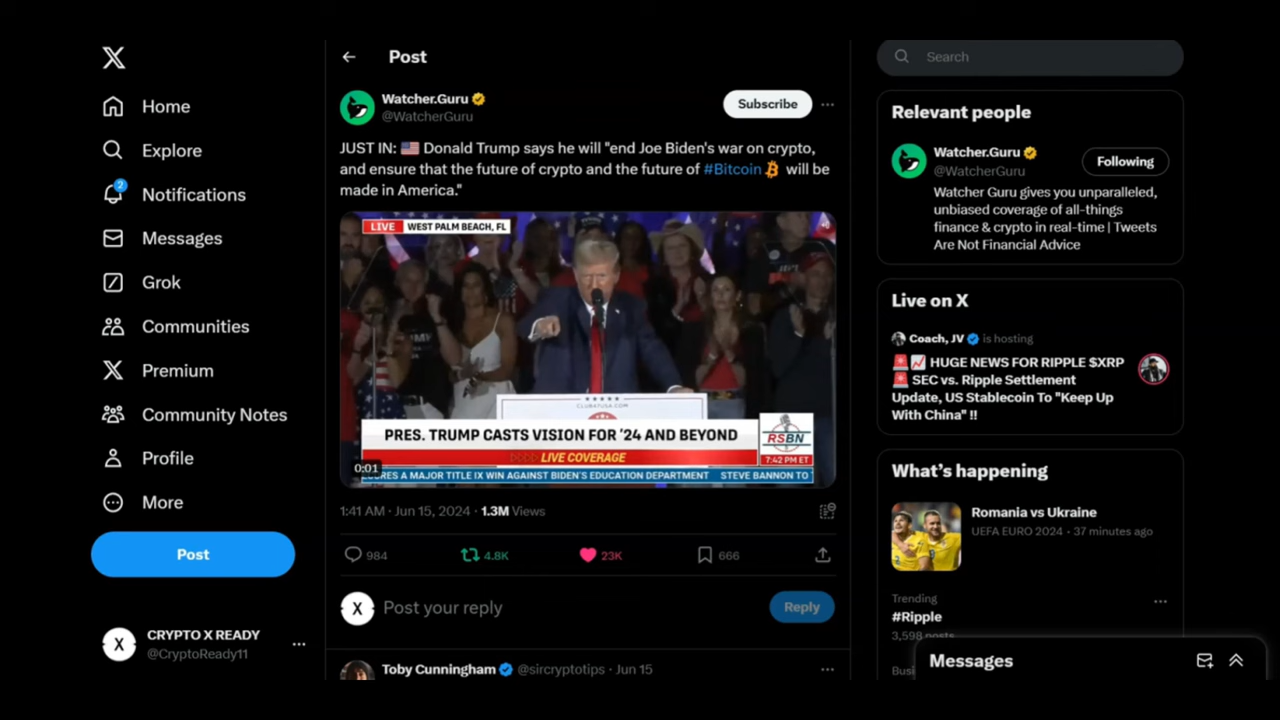 Home
Explore
2
Notifications
Messages
Grok
Communities
Premium
Community Notes
Profile
More
Post
CRYPTO X READY
@CryptoReady11
Post
Watcher.Guru
@WatcherGuru
Subscribe
JUST IN: 🇺🇸 Donald Trump says he will "end Joe Biden's war on crypto,
and ensure that the future of crypto and the future of #Bitcoin will be
made in America."
LIVE WEST PALM BEACH, FL
CLUB47USA.COM
PRES. TRUMP CASTS VISION FOR '24 AND BEYOND
LIVE COVERAGE
RSBN
7:42 PM ET
0:01
A MAJOR TITLE IX WIN AGAINST BIDEN'S EDUCATION DEPARTMENT STEVE BANNON TO
1:41 AM · Jun 15, 2024 · 1.3M Views
984 4.8K 23K 666
Post your reply
Reply
Toby Cunningham @sircryptotips · Jun 15
Search
Relevant people
Watcher.Guru
@WatcherGuru
Following
Watcher Guru gives you unparalleled,
unbiased coverage of all-things
finance & crypto in real-time | Tweets
Are Not Financial Advice
Live on X
Coach, JV is hosting
🚨📈 HUGE NEWS FOR RIPPLE $XRP
🚨 SEC vs. Ripple Settlement
Update, US Stablecoin To "Keep Up
With China" !!
What's happening
Romania vs Ukraine
UEFA EURO 2024 · 37 minutes ago
Trending
#Ripple
3,598 posts
Messages